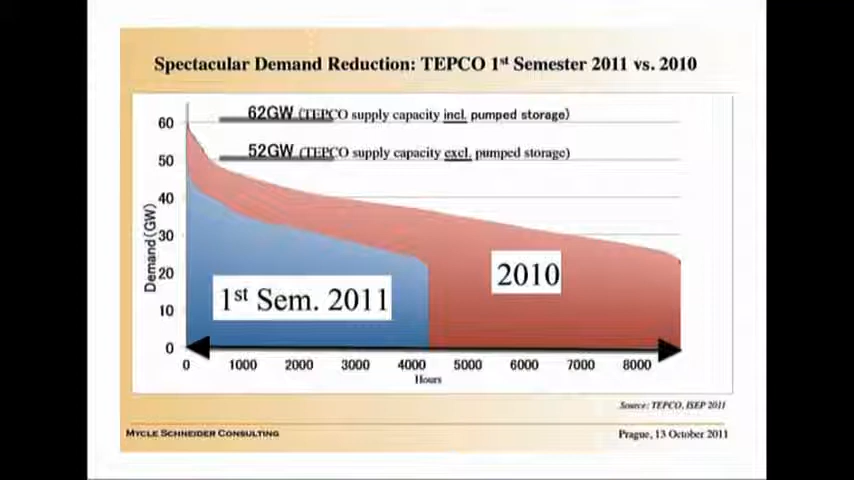 Spectacular Demand Reduction: TEPCO 1st Semester 2011 vs. 2010
62GW (TEPCO supply capacity incl. pumped storage)
52GW (TEPCO supply capacity excl. pumped storage)
60
50
40
30
20
10
0
Demand(GW)
1st Sem. 2011
2010
0 1000 2000 3000 4000 5000 6000 7000 8000
Hours
Source: TEPCO, ISEP 2011
MYCLE SCHNEIDER CONSULTING
Prague, 13 October 2011